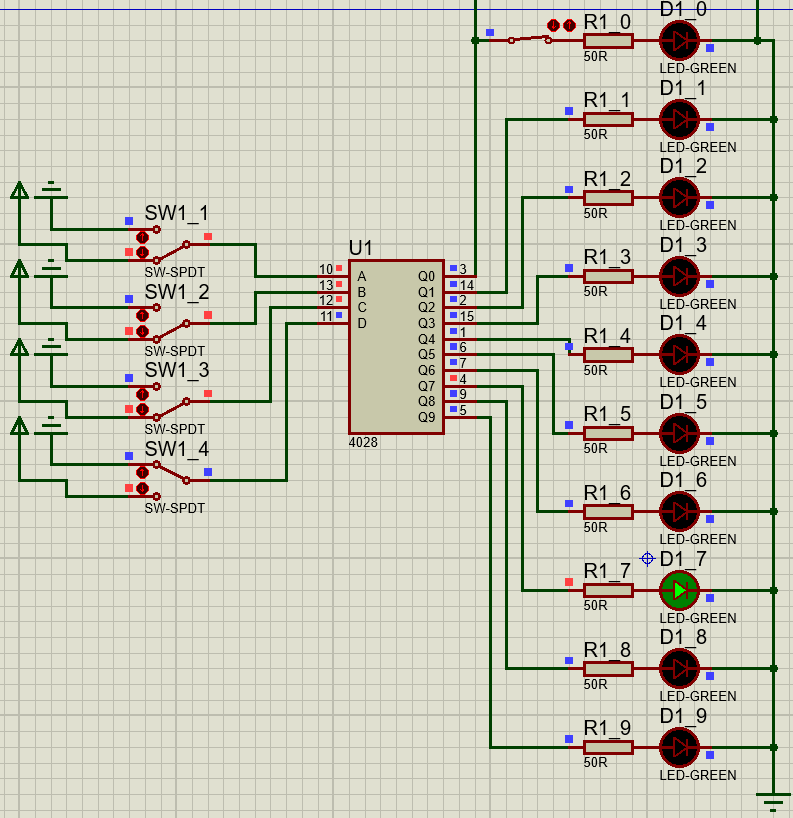 D1_0
R1_0
50R
LED-GREEN
D1_1
R1_1
50R
LED-GREEN
D1_2
R1_2
50R
LED-GREEN
SW1_1
SW-SPDT
D1_3
R1_3
50R
LED-GREEN
SW1_2
SW-SPDT
D1_4
R1_4
50R
LED-GREEN
SW1_3
SW-SPDT
D1_5
R1_5
50R
LED-GREEN
SW1_4
SW-SPDT
U1
10 A Q0 3
13 B Q1 14
12 C Q2 2
11 D Q3 15
Q4 1
Q5 6
Q6 7
Q7 4
Q8 9
Q9 5
4028
D1_6
R1_6
50R
LED-GREEN
D1_7
R1_7
50R
LED-GREEN
D1_8
R1_8
50R
LED-GREEN
D1_9
R1_9
50R
LED-GREEN